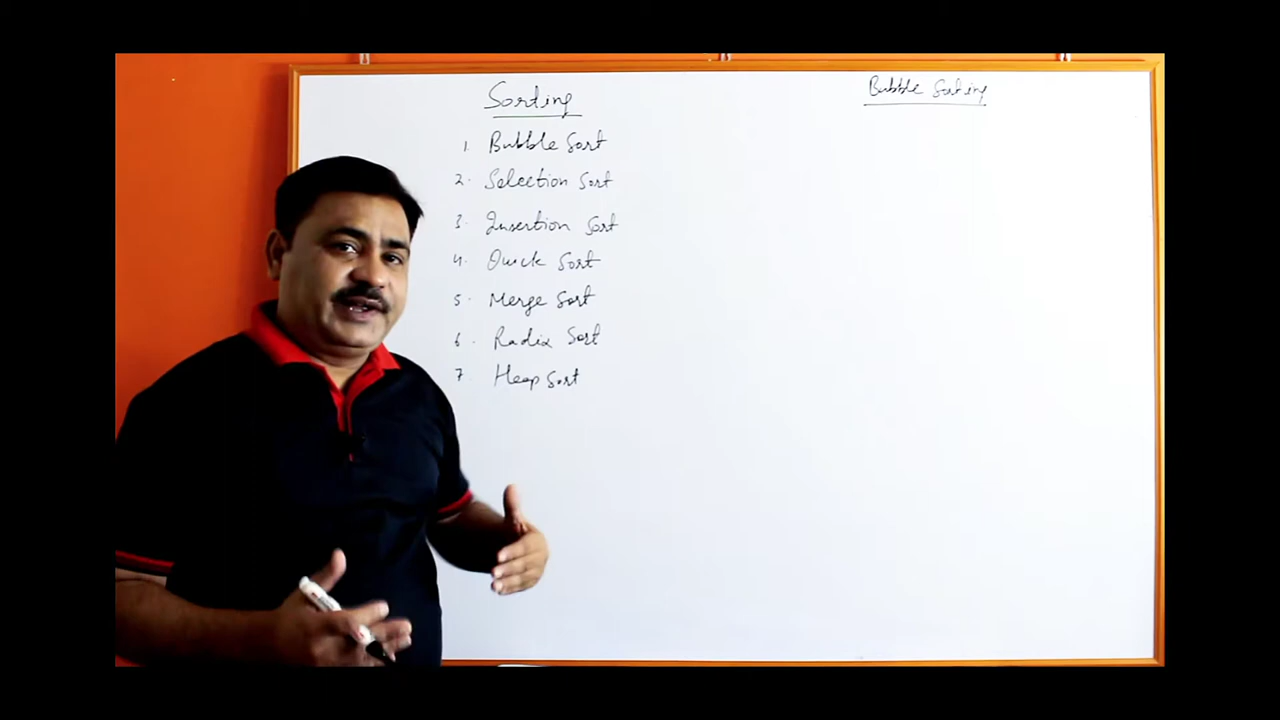 Sorting
1. Bubble Sort
2. Selection Sort
3. Insertion Sort
4. Quick Sort
5. Merge Sort
6. Radix Sort
7 Heap Sort
Bubble Sorting